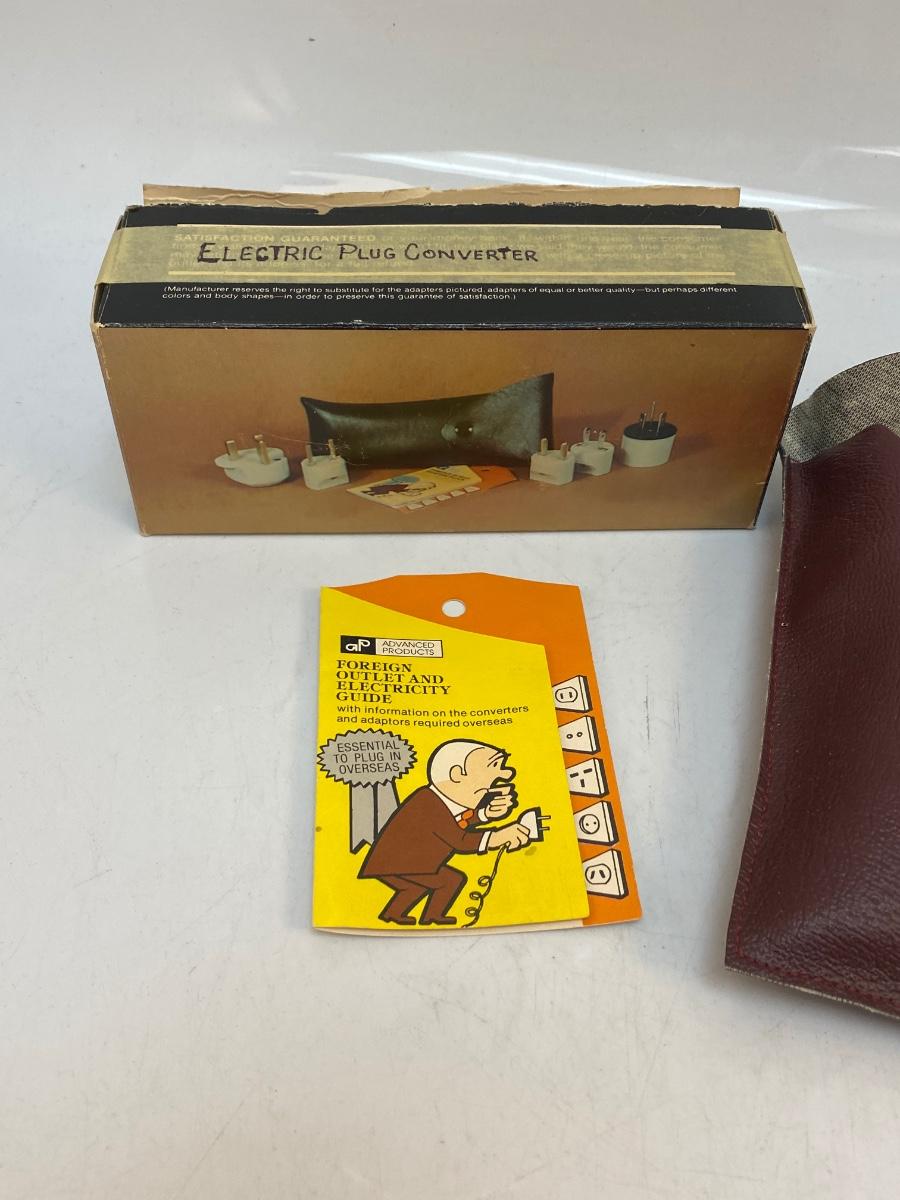 SATISFACTION GUARANTEED
ELECTRIC PLUG CONVERTER
(Manufacturer reserves the right to substitute for the adapters pictured, adapters of equal or better quality—but perhaps different
colors and body shapes—in order to preserve this guarantee of satisfaction.)
aP ADVANCED
PRODUCTS
FOREIGN
OUTLET AND
ELECTRICITY
GUIDE
with information on the converters
and adaptors required overseas
ESSENTIAL
TO PLUG IN
OVERSEAS